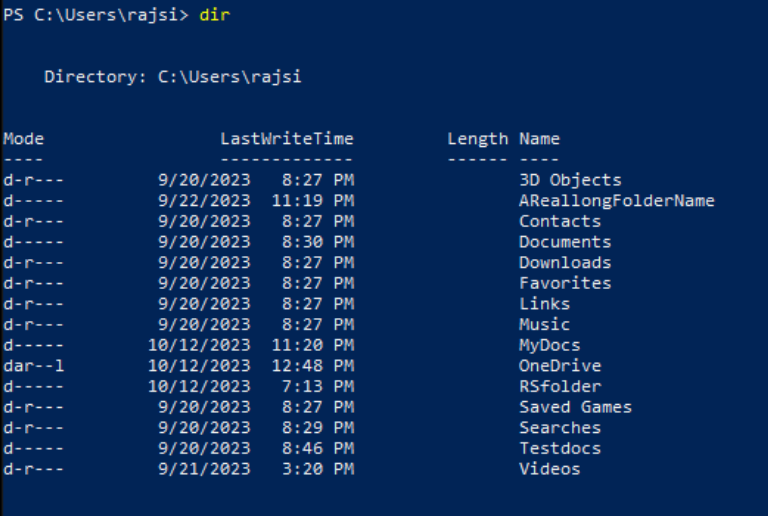 PS C:\Users\rajsi> dir
    Directory: C:\Users\rajsi
Mode                 LastWriteTime         Length Name
----                 -------------         ------ ----
d-r---         9/20/2023   8:27 PM                3D Objects
d-----         9/22/2023  11:19 PM                AReallongFolderName
d-r---         9/20/2023   8:27 PM                Contacts
d-----         9/20/2023   8:30 PM                Documents
d-r---         9/20/2023   8:27 PM                Downloads
d-r---         9/20/2023   8:27 PM                Favorites
d-r---         9/20/2023   8:27 PM                Links
d-r---         9/20/2023   8:27 PM                Music
d-----        10/12/2023  11:20 PM                MyDocs
dar--l        10/12/2023  12:48 PM                OneDrive
d-----        10/12/2023   7:13 PM                RSfolder
d-r---         9/20/2023   8:27 PM                Saved Games
d-r---         9/20/2023   8:29 PM                Searches
d-----         9/20/2023   8:46 PM                Testdocs
d-r---         9/21/2023   3:20 PM                Videos